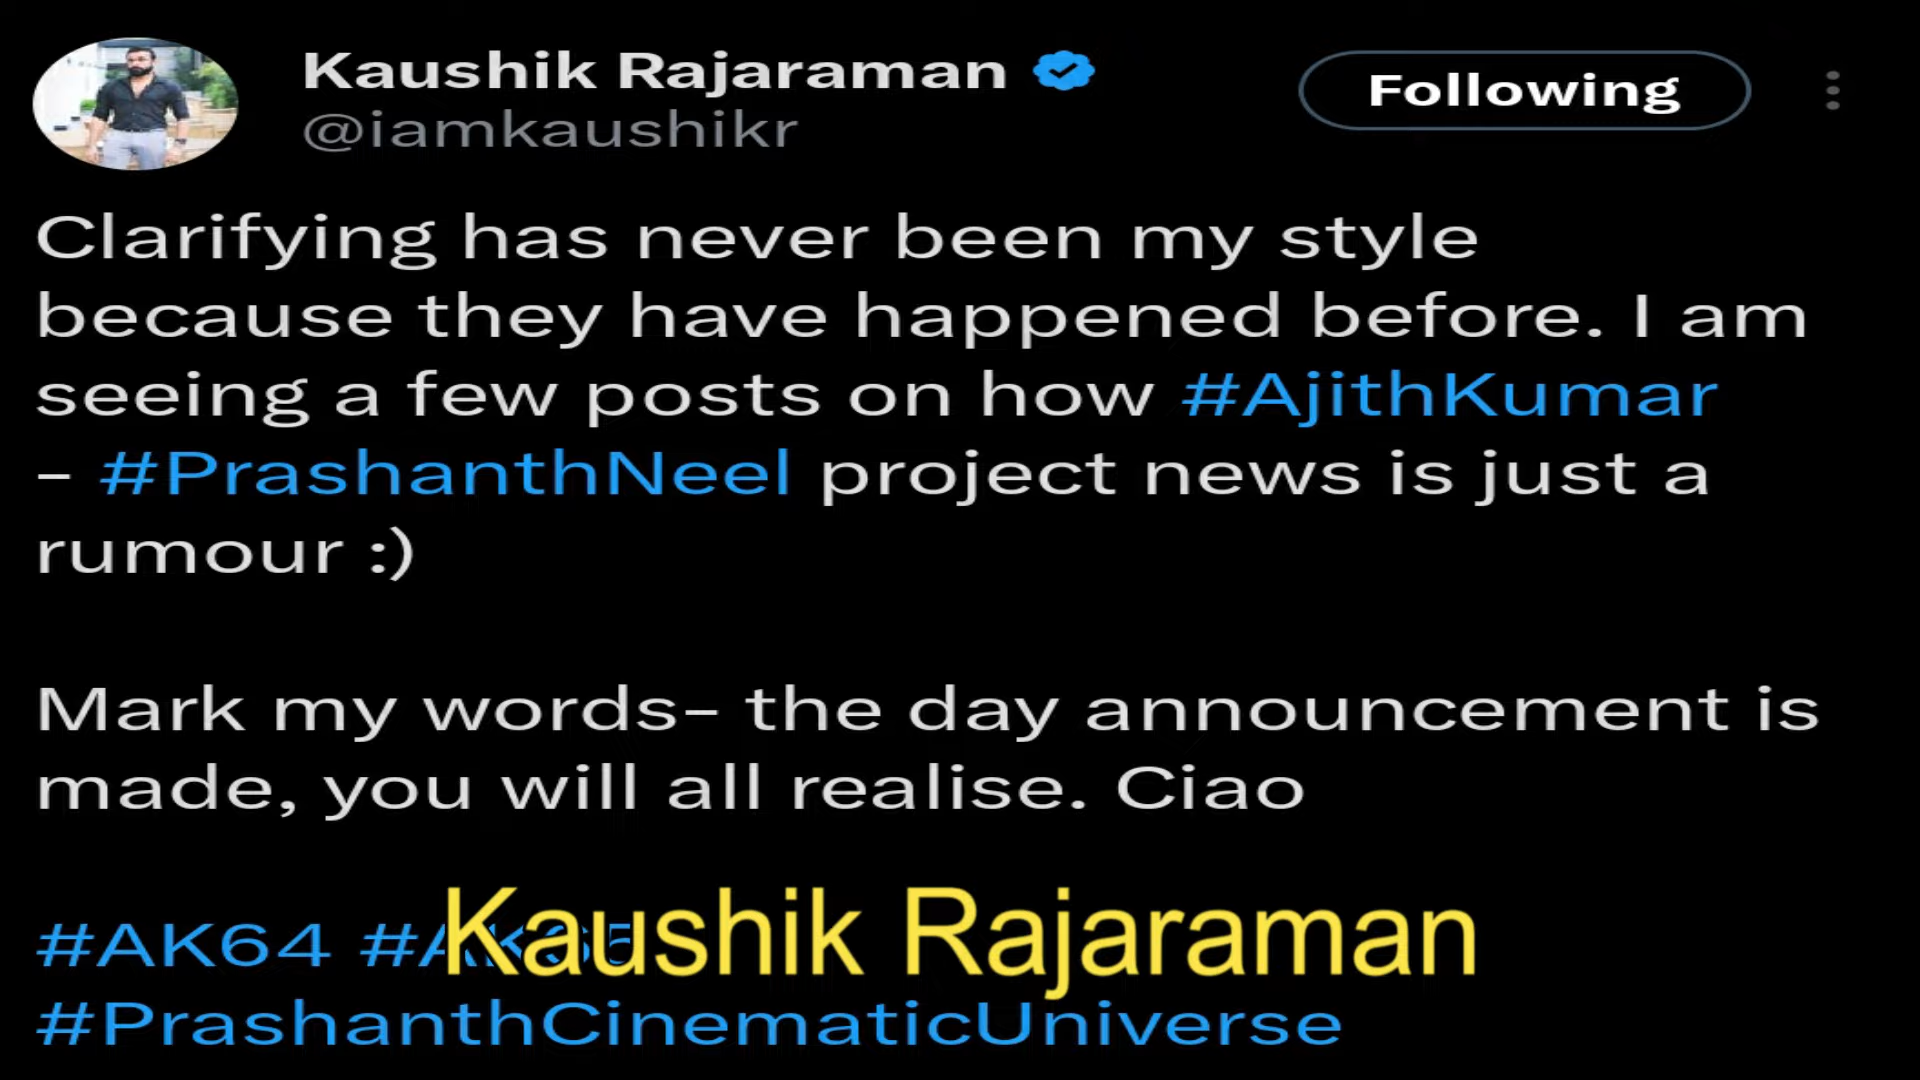 Kaushik Rajaraman
Following
@iamkaushikr
Clarifying has never been my style
because they have happened before. I am
seeing a few posts on how #AjithKumar
– #PrashanthNeel project news is just a
rumour :)
Mark my words– the day announcement is
made, you will all realise. Ciao
#AK64 #AK65
Kaushik Rajaraman
#PrashanthCinematicUniverse